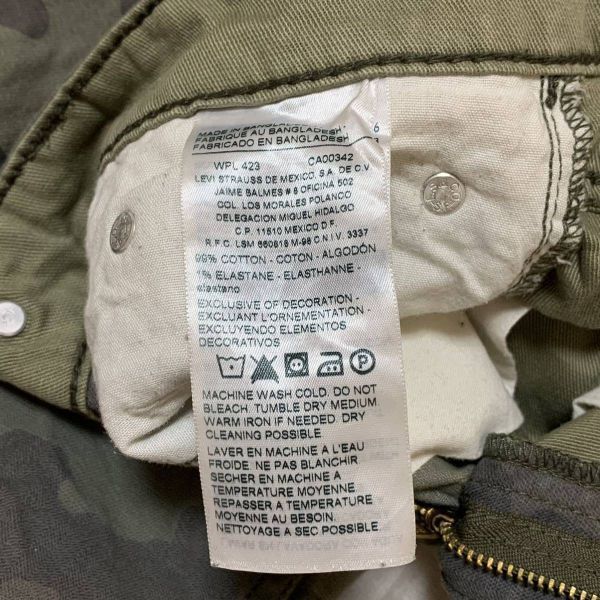 MADE IN BANGLADESH
FABRIQUE AU BANGLADESH
FABRICADO EN BANGLADESH
6
WPL 423 CA00342
LEVI STRAUSS DE MEXICO, S.A. DE C.V
JAIME BALMES # 8 OFICINA 502
COL. LOS MORALES POLANCO
DELEGACION MIGUEL HIDALGO
C.P. 11510 MEXICO D.F.
R.F.C. LSM 660818 M-98 C.N.I.V. 3337
99% COTTON - COTON - ALGODÓN
1% ELASTANE - ELASTHANNE -
elastano
EXCLUSIVE OF DECORATION -
EXCLUANT L'ORNEMENTATION -
EXCLUYENDO ELEMENTOS
DECORATIVOS
P
MACHINE WASH COLD. DO NOT
BLEACH. TUMBLE DRY MEDIUM.
WARM IRON IF NEEDED. DRY
CLEANING POSSIBLE
LAVER EN MACHINE A L'EAU
FROIDE. NE PAS BLANCHIR
SECHER EN MACHINE A
TEMPERATURE MOYENNE
REPASSER A TEMPERATURE
MOYENNE AU BESOIN.
NETTOYAGE A SEC POSSIBLE.